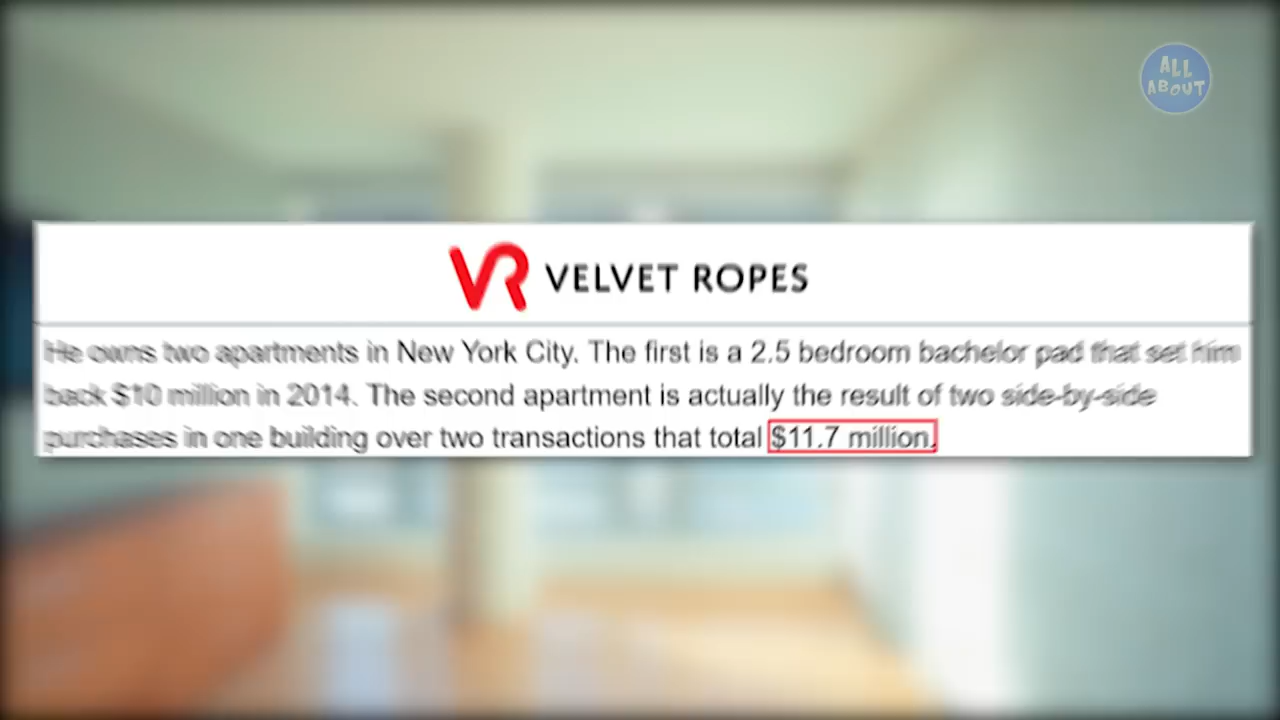 ALL
ABOUT
VR VELVET ROPES
He owns two apartments in New York City. The first is a 2.5 bedroom bachelor pad that set him
back $10 million in 2014. The second apartment is actually the result of two side-by-side
purchases in one building over two transactions that total $11.7 million.